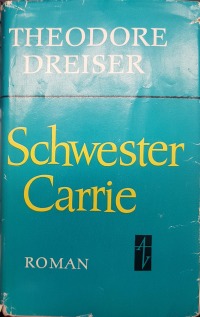 THEODORE
DREISER
Schwester
Carrie
ROMAN